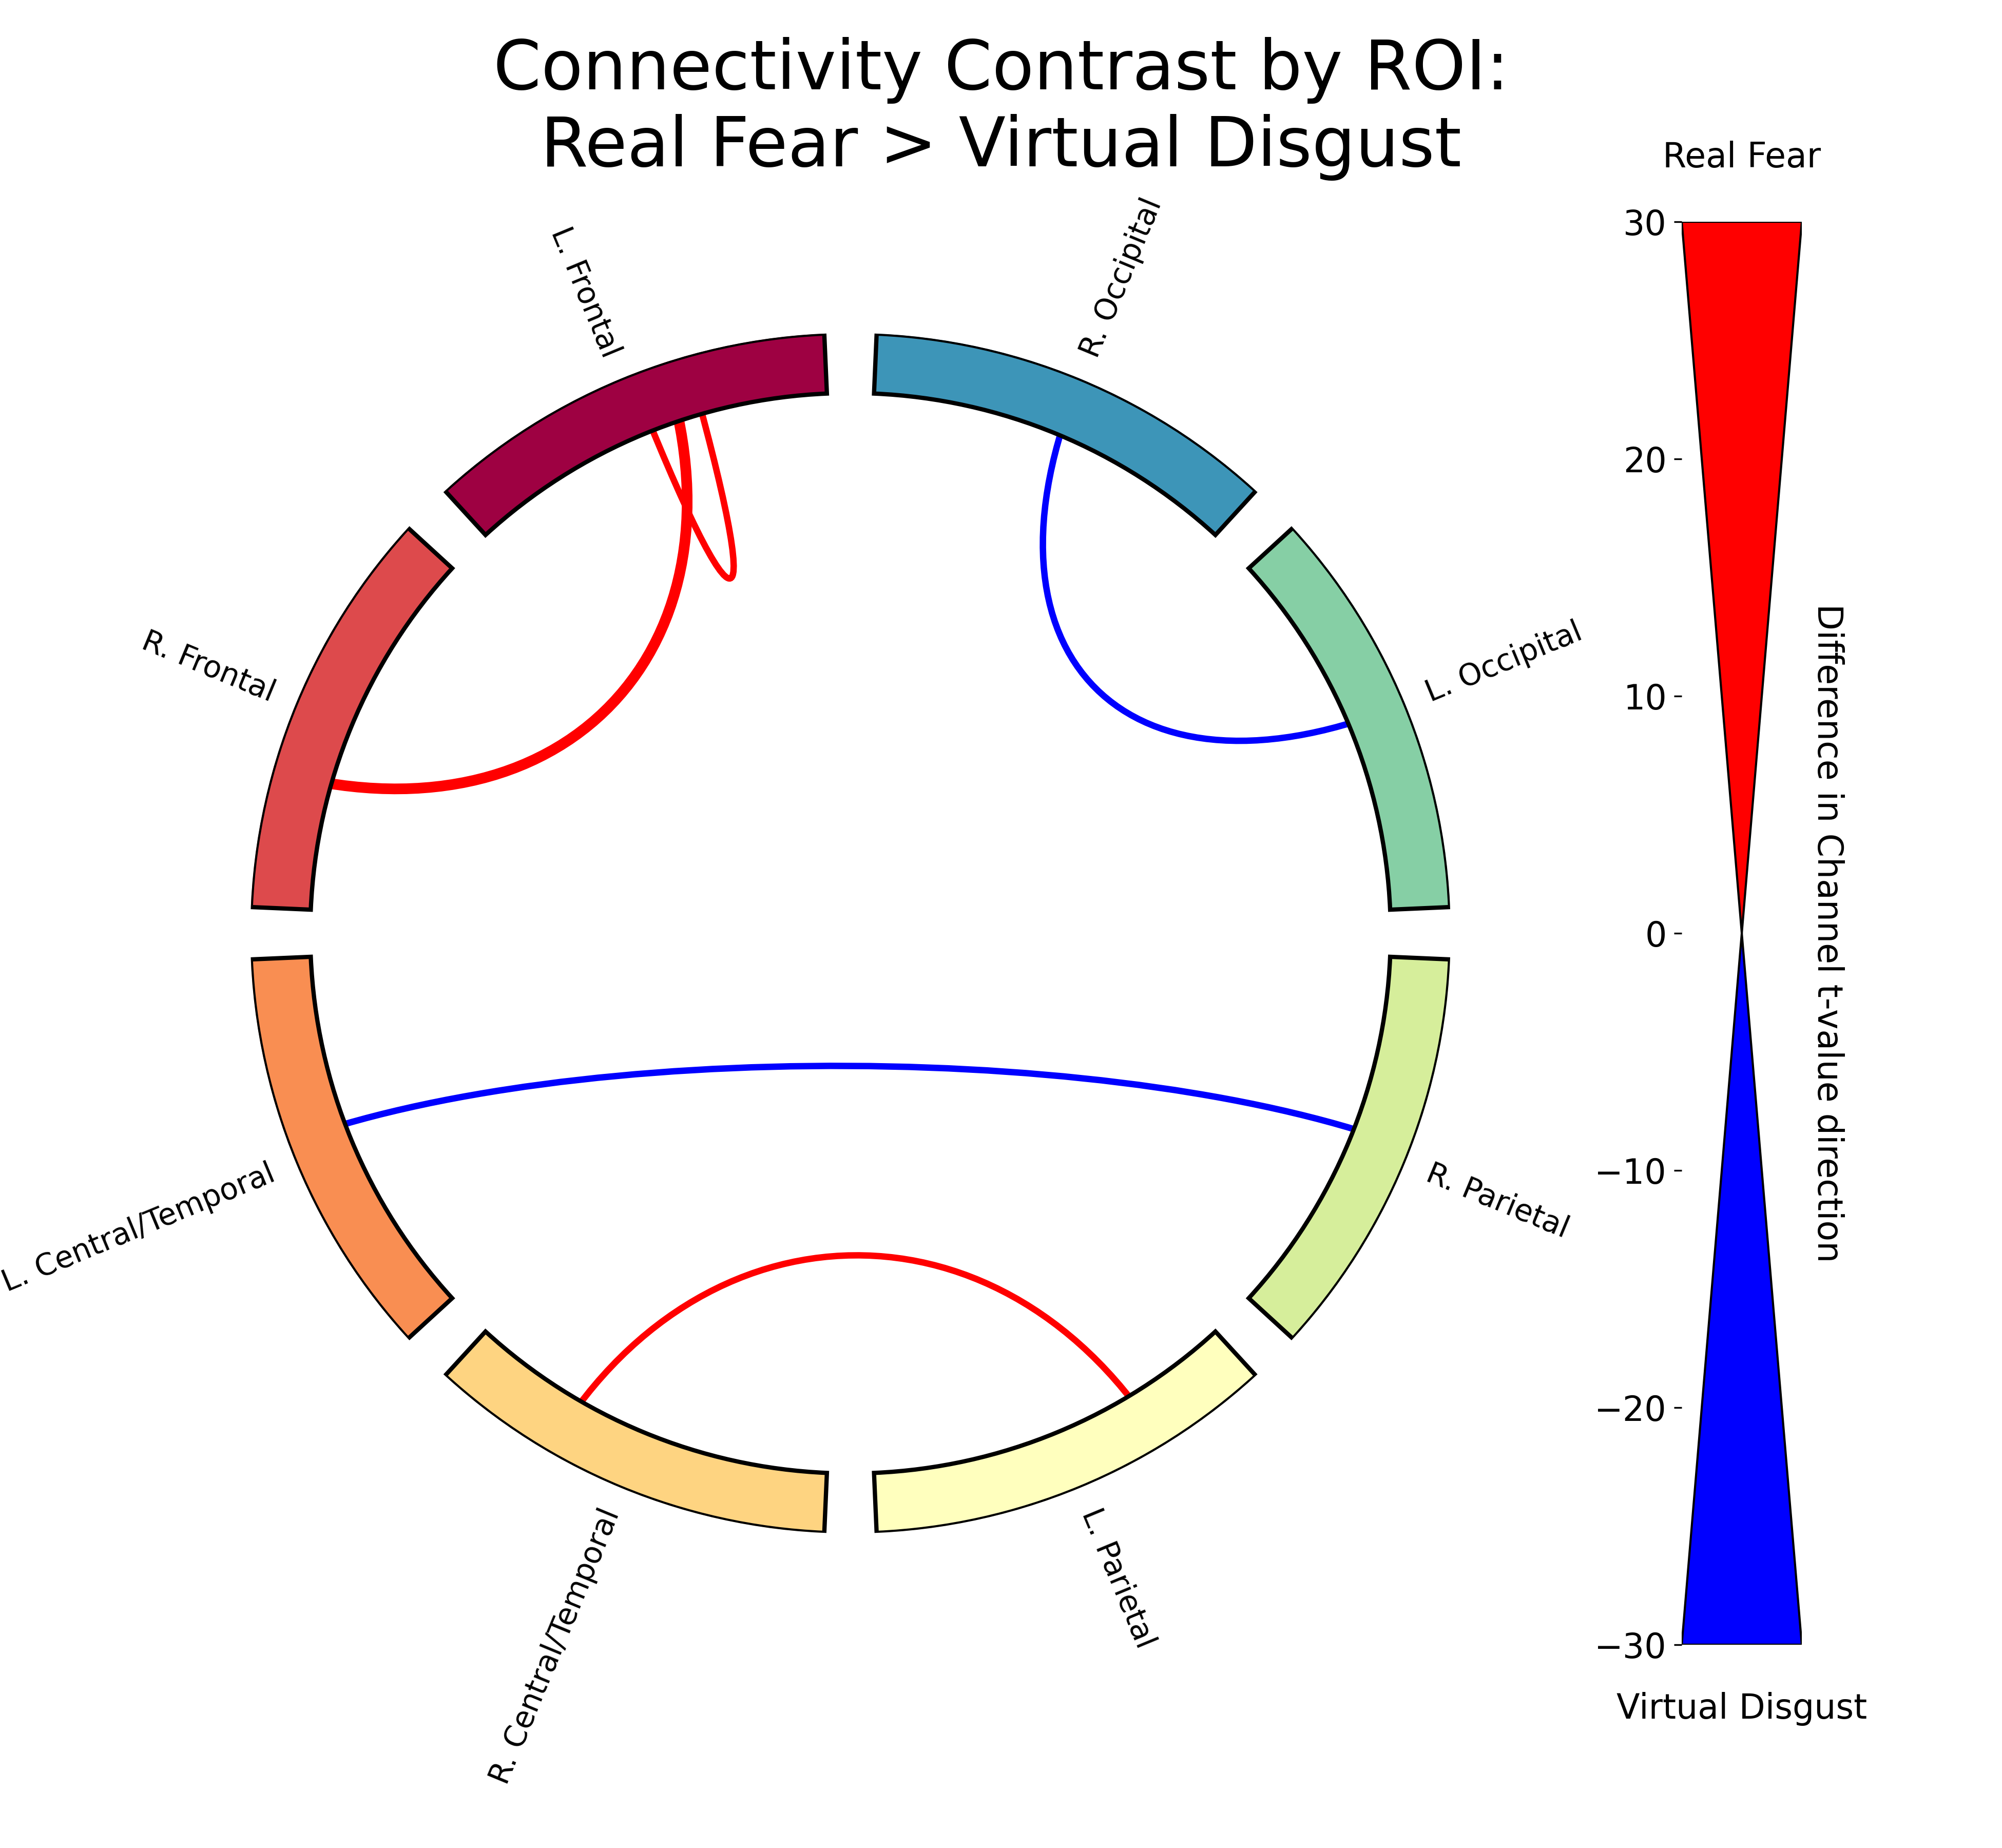 Connectivity Contrast by ROI:
Real Fear > Virtual Disgust
Real Fear
30
20
10
0
−10
−20
−30
Virtual Disgust
Difference in Channel t-value direction
L. Frontal
R. Occipital
R. Frontal
L. Occipital
L. Central/Temporal
R. Parietal
R. Central/Temporal
L. Parietal